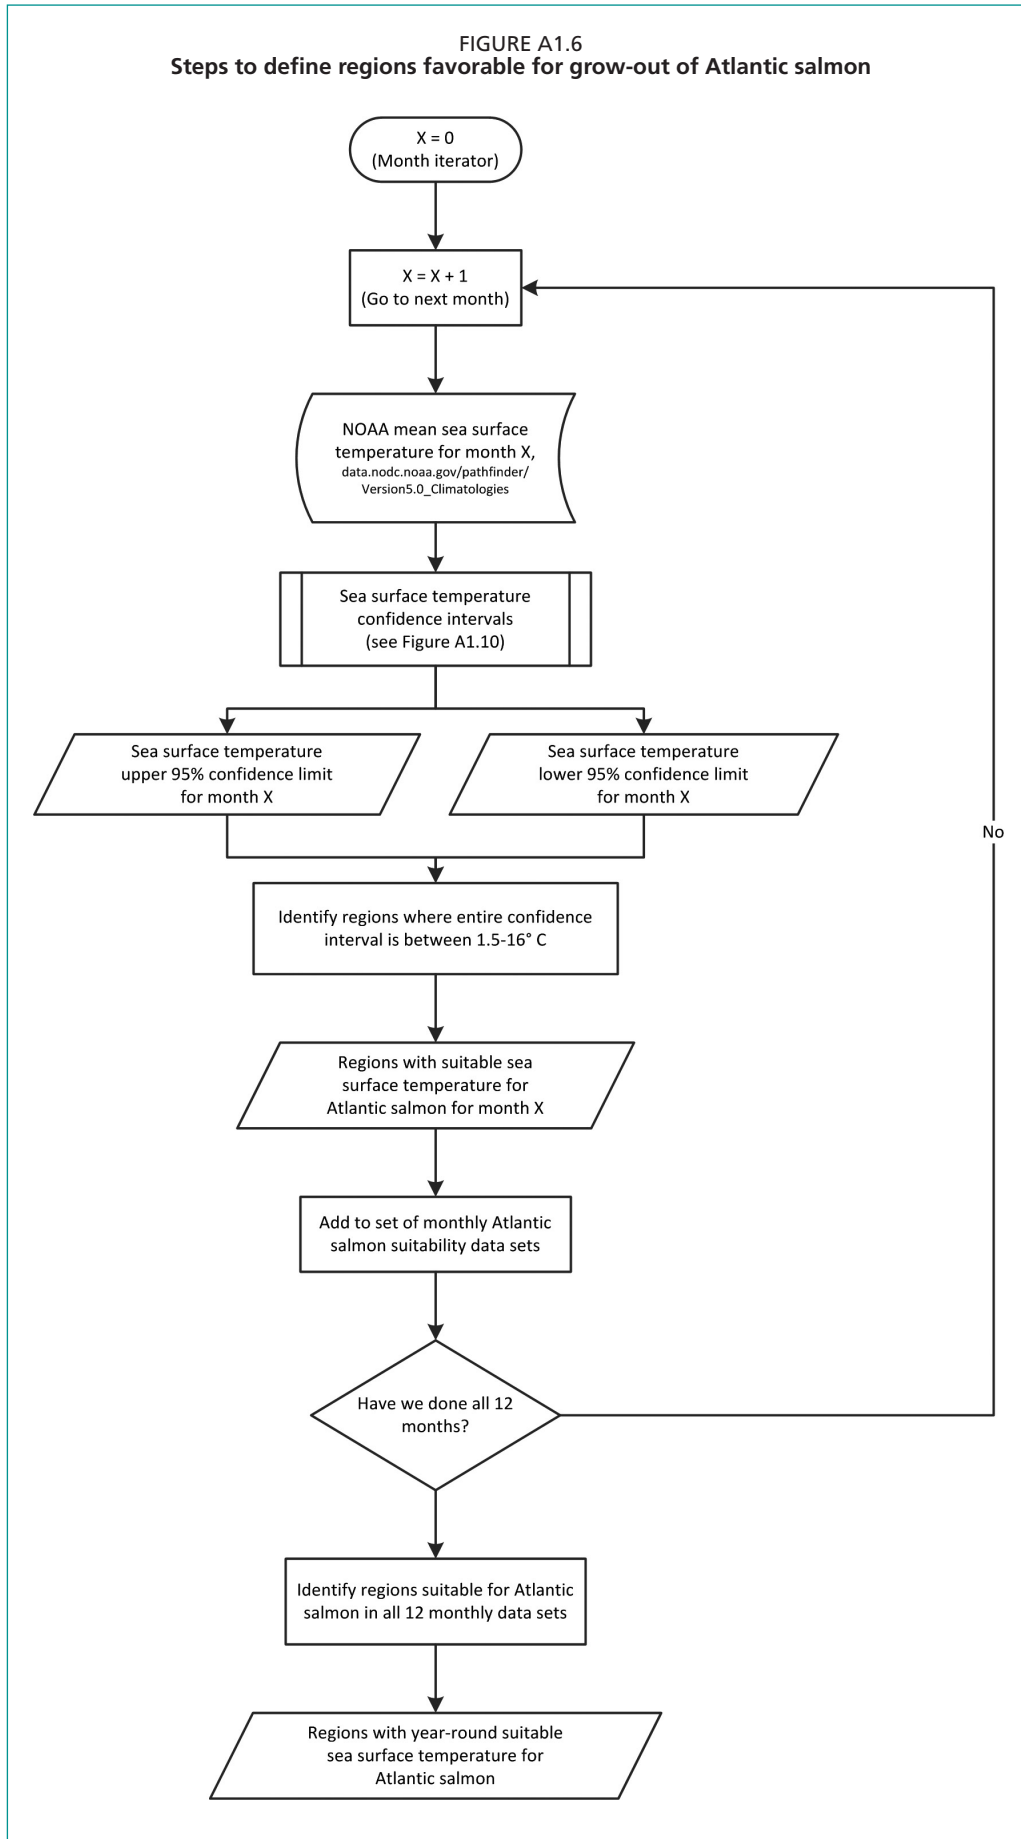 FIGURE A1.6
Steps to define regions favorable for grow-out of Atlantic salmon
X = 0
(Month iterator)
X = X + 1
(Go to next month)
NOAA mean sea surface
temperature for month X,
data.nodc.noaa.gov/pathfinder/
Version5.0_Climatologies
Sea surface temperature
confidence intervals
(see Figure A1.10)
Sea surface temperature
upper 95% confidence limit
for month X
Sea surface temperature
lower 95% confidence limit
for month X
No
Identify regions where entire confidence
interval is between 1.5-16° C
Regions with suitable sea
surface temperature for
Atlantic salmon for month X
Add to set of monthly Atlantic
salmon suitability data sets
Have we done all 12
months?
Identify regions suitable for Atlantic
salmon in all 12 monthly data sets
Regions with year-round suitable
sea surface temperature for
Atlantic salmon